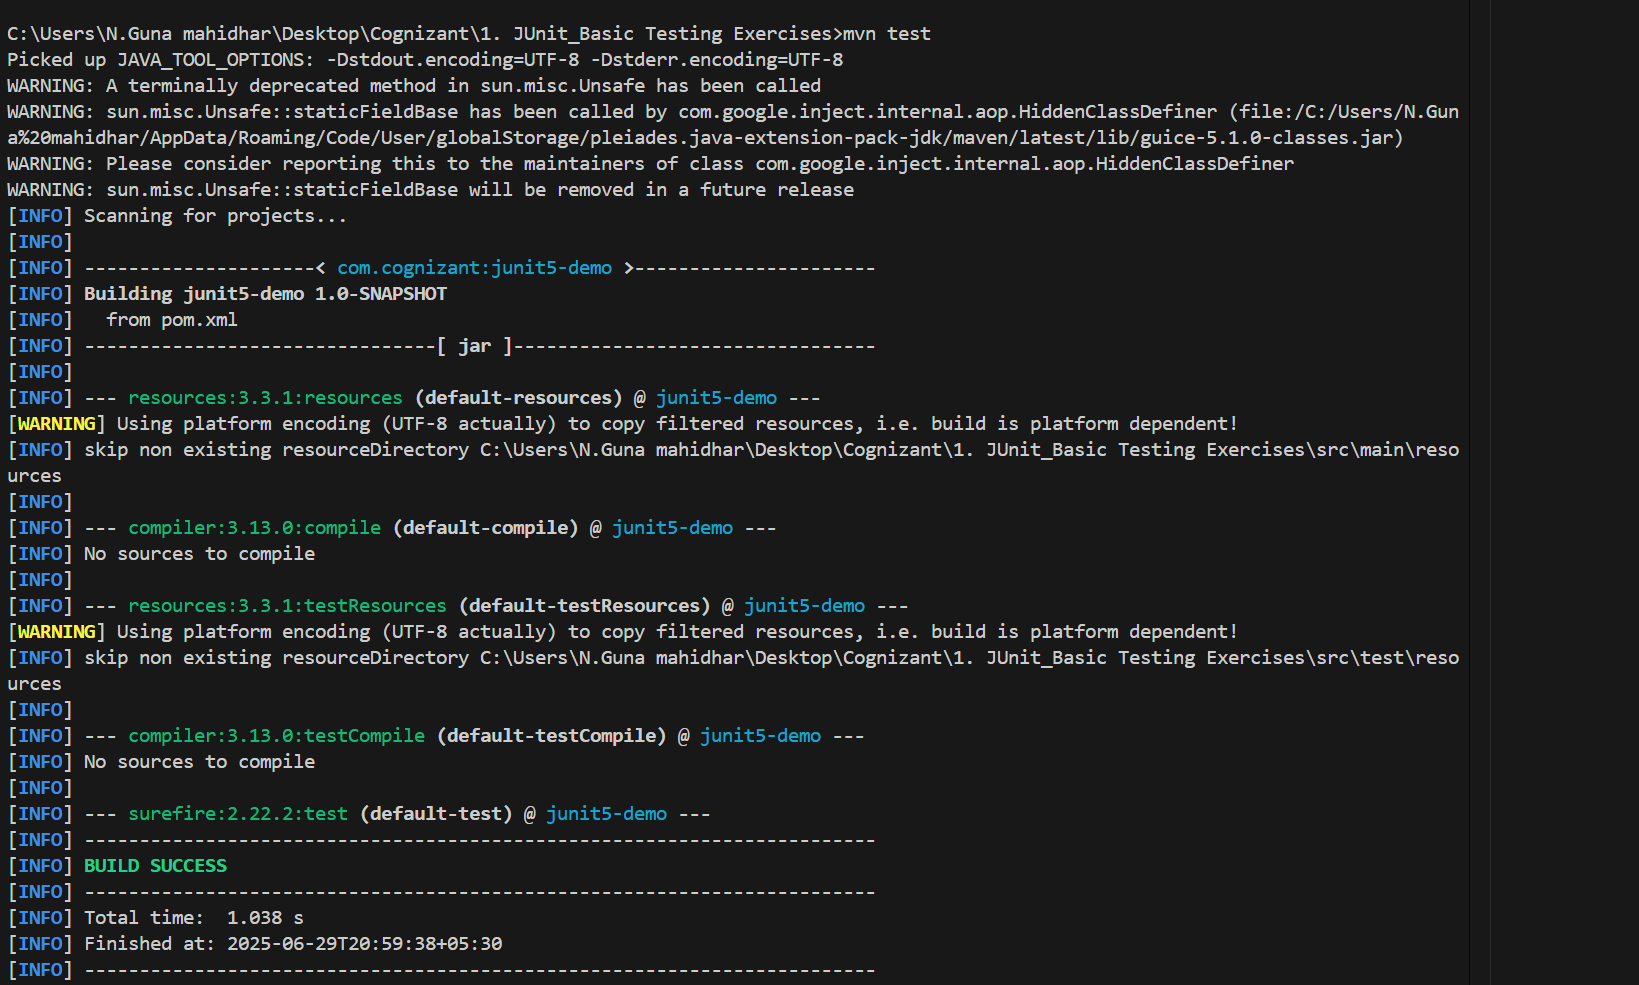 C:\Users\N.Guna mahidhar\Desktop\Cognizant\1. JUnit_Basic Testing Exercises>mvn test
Picked up JAVA_TOOL_OPTIONS: -Dstdout.encoding=UTF-8 -Dstderr.encoding=UTF-8
WARNING: A terminally deprecated method in sun.misc.Unsafe has been called
WARNING: sun.misc.Unsafe::staticFieldBase has been called by com.google.inject.internal.aop.HiddenClassDefiner (file:/C:/Users/N.Gun
a%20mahidhar/AppData/Roaming/Code/User/globalStorage/pleiades.java-extension-pack-jdk/maven/latest/lib/guice-5.1.0-classes.jar)
WARNING: Please consider reporting this to the maintainers of class com.google.inject.internal.aop.HiddenClassDefiner
WARNING: sun.misc.Unsafe::staticFieldBase will be removed in a future release
[INFO] Scanning for projects...
[INFO]
[INFO] ---------------------< com.cognizant:junit5-demo >----------------------
[INFO] Building junit5-demo 1.0-SNAPSHOT
[INFO]   from pom.xml
[INFO] --------------------------------[ jar ]---------------------------------
[INFO]
[INFO] --- resources:3.3.1:resources (default-resources) @ junit5-demo ---
[WARNING] Using platform encoding (UTF-8 actually) to copy filtered resources, i.e. build is platform dependent!
[INFO] skip non existing resourceDirectory C:\Users\N.Guna mahidhar\Desktop\Cognizant\1. JUnit_Basic Testing Exercises\src\main\reso
urces
[INFO]
[INFO] --- compiler:3.13.0:compile (default-compile) @ junit5-demo ---
[INFO] No sources to compile
[INFO]
[INFO] --- resources:3.3.1:testResources (default-testResources) @ junit5-demo ---
[WARNING] Using platform encoding (UTF-8 actually) to copy filtered resources, i.e. build is platform dependent!
[INFO] skip non existing resourceDirectory C:\Users\N.Guna mahidhar\Desktop\Cognizant\1. JUnit_Basic Testing Exercises\src\test\reso
urces
[INFO]
[INFO] --- compiler:3.13.0:testCompile (default-testCompile) @ junit5-demo ---
[INFO] No sources to compile
[INFO]
[INFO] --- surefire:2.22.2:test (default-test) @ junit5-demo ---
[INFO] ------------------------------------------------------------------------
[INFO] BUILD SUCCESS
[INFO] ------------------------------------------------------------------------
[INFO] Total time:  1.038 s
[INFO] Finished at: 2025-06-29T20:59:38+05:30
[INFO] ------------------------------------------------------------------------